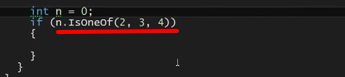 int n = 0;
if (n.IsOneOf(2, 3, 4))
{
}
}